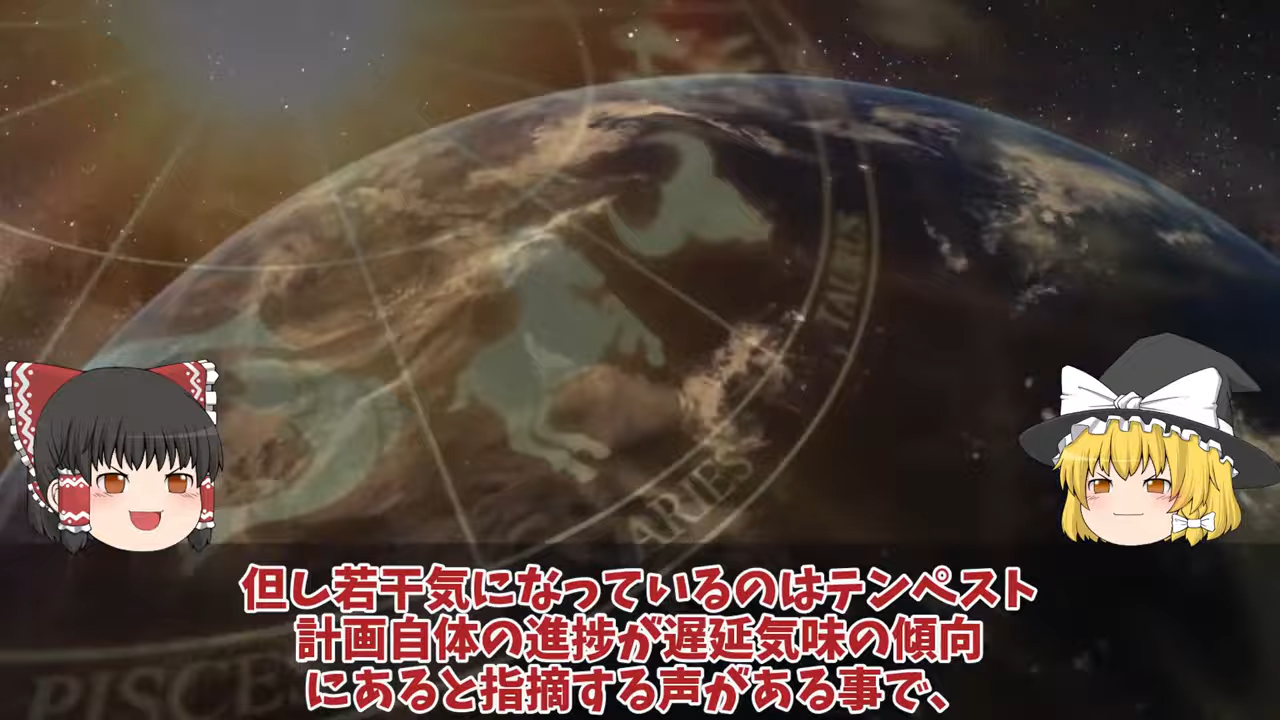 TAURUS
ARIES
PISCES
但し若干気になっているのはテンペスト
計画自体の進捗が遅延気味の傾向
にあると指摘する声がある事で、